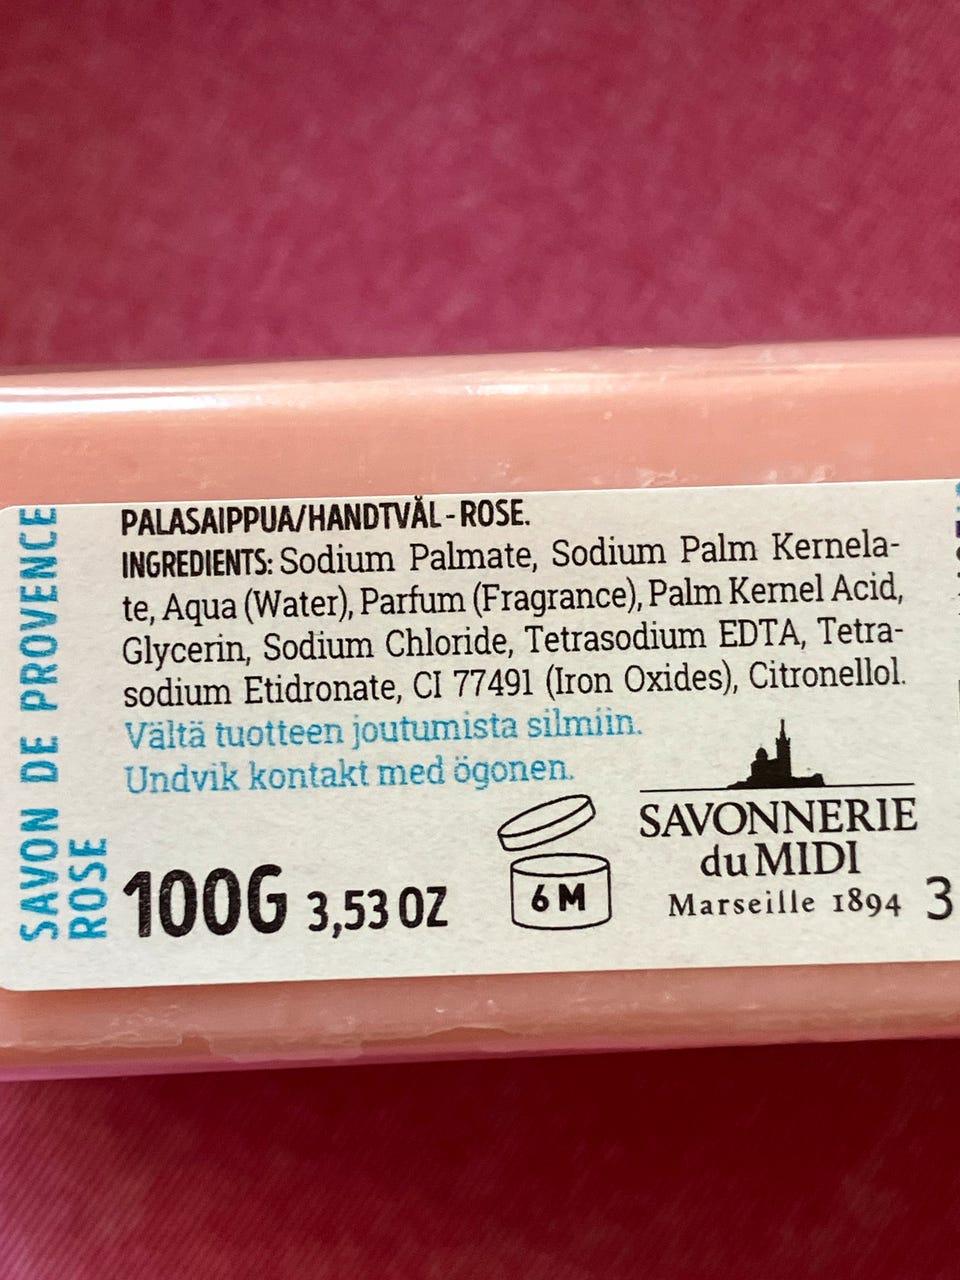 SAVON DE PROVENCE
ROSE
PALASAIPPUA/HANDTVÅL - ROSE.
INGREDIENTS: Sodium Palmate, Sodium Palm Kernela-
te, Aqua (Water), Parfum (Fragrance), Palm Kernel Acid,
Glycerin, Sodium Chloride, Tetrasodium EDTA, Tetra-
sodium Etidronate, CI 77491 (Iron Oxides), Citronellol.
Vältä tuotteen joutumista silmiin.
Undvik kontakt med ögonen.
100G 3,53 OZ
6 M
SAVONNERIE
du MIDI
Marseille 1894
3